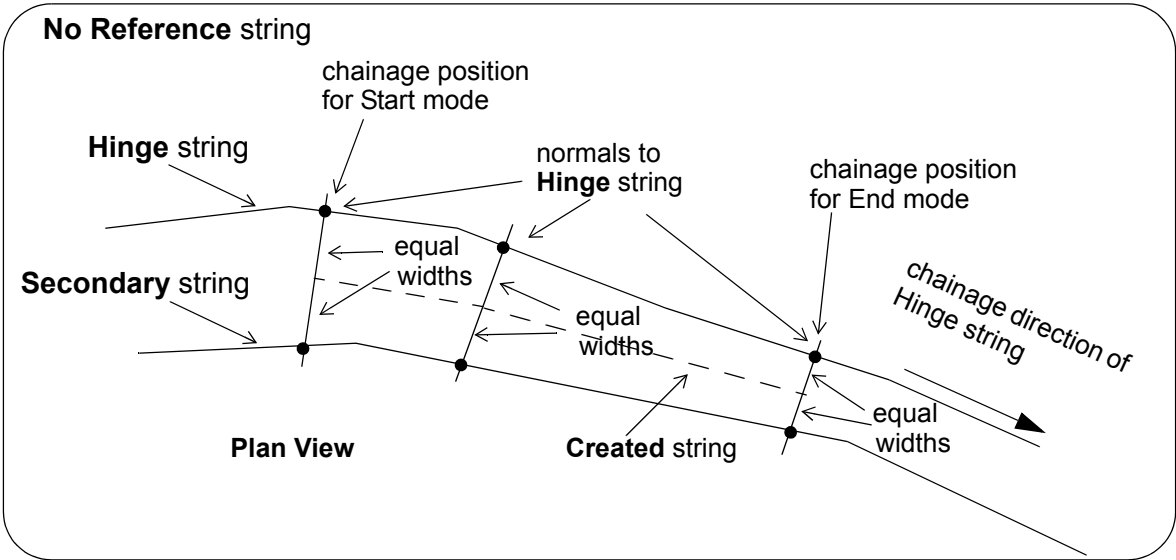 No Reference string
chainage position
for Start mode
Hinge string
normals to
Hinge string
chainage position
for End mode
equal
widths
Secondary string
chainage direction of
Hinge string
equal
widths
equal
widths
Plan View
Created string